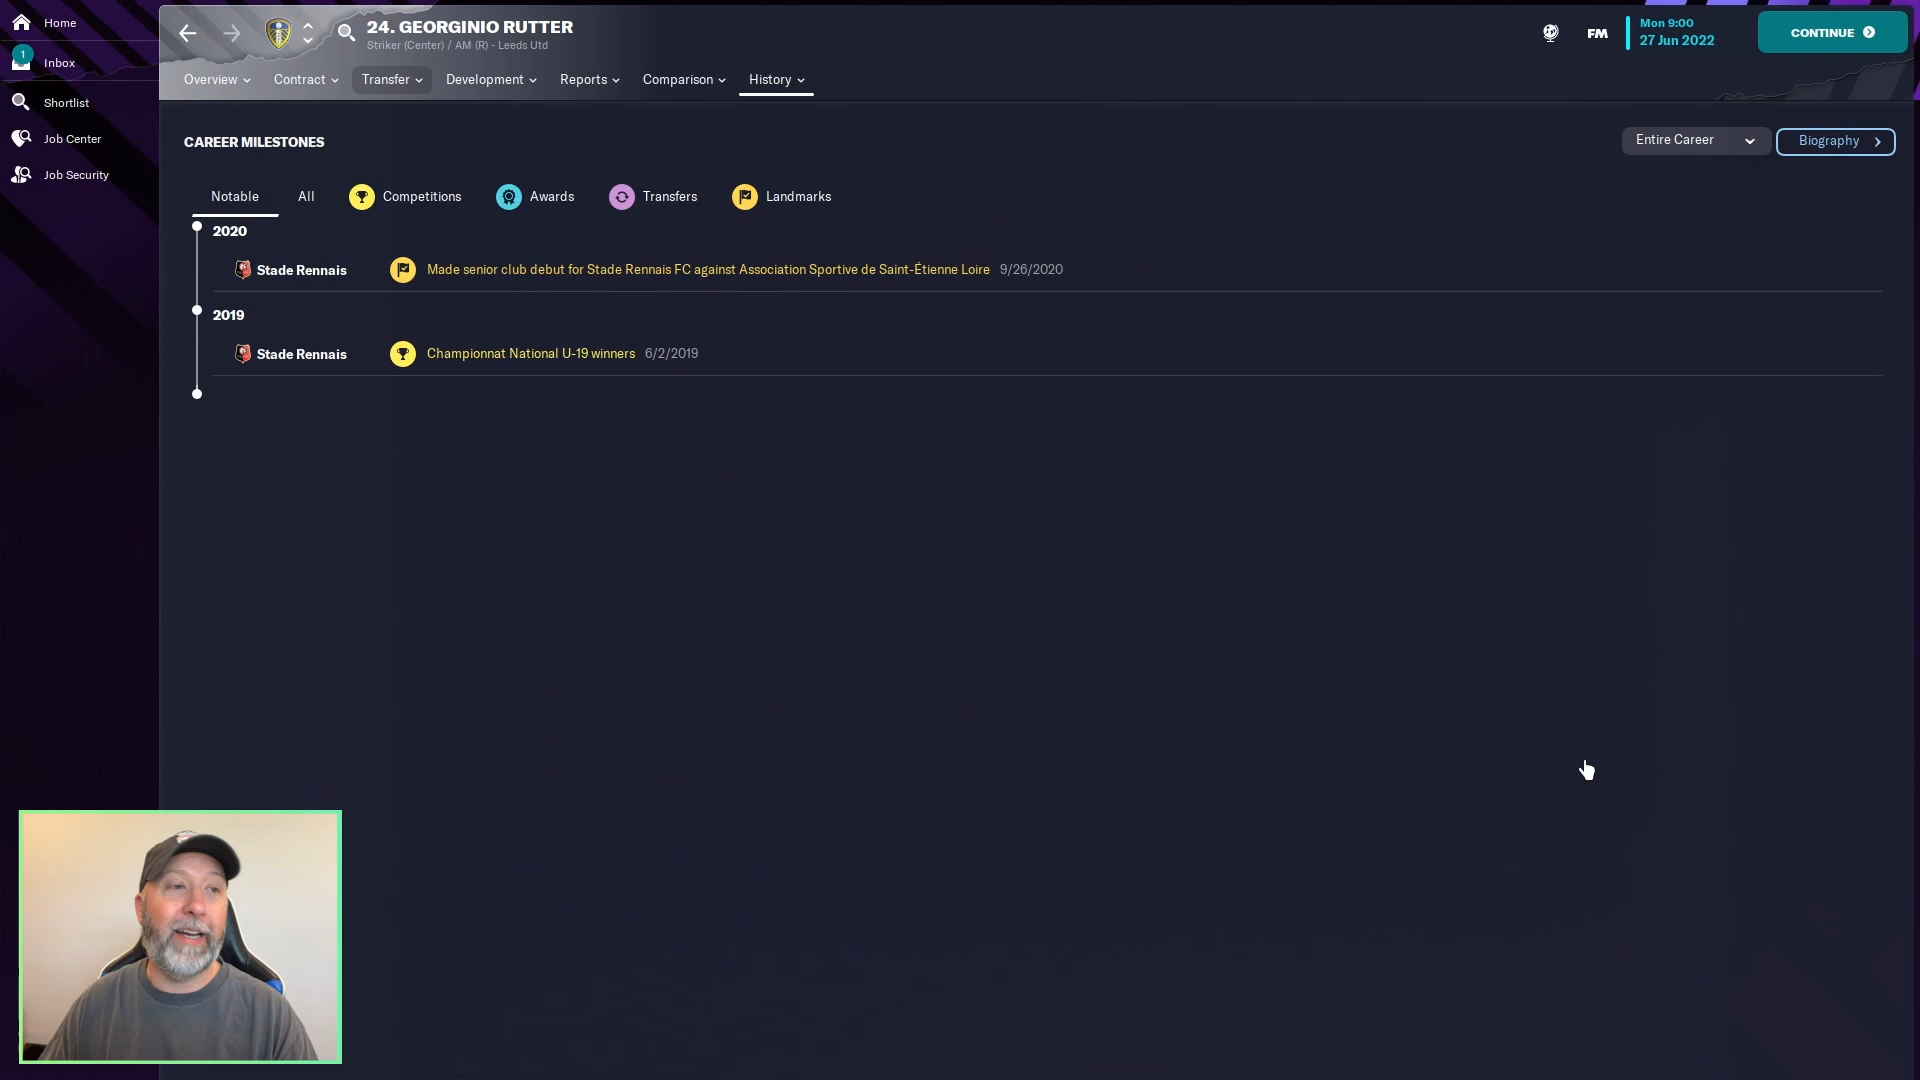 Home
1
Inbox
Shortlist
Job Center
Job Security
24. GEORGINIO RUTTER
Striker (Center) / AM (R) - Leeds Utd
FM
Mon 9:00
27 Jun 2022
CONTINUE
Overview
Contract
Transfer
Development
Reports
Comparison
History
CAREER MILESTONES
Entire Career
Biography
Notable
All
Competitions
Awards
Transfers
Landmarks
2020
Stade Rennais
Made senior club debut for Stade Rennais FC against Association Sportive de Saint-Étienne Loire 9/26/2020
2019
Stade Rennais
Championnat National U-19 winners 6/2/2019